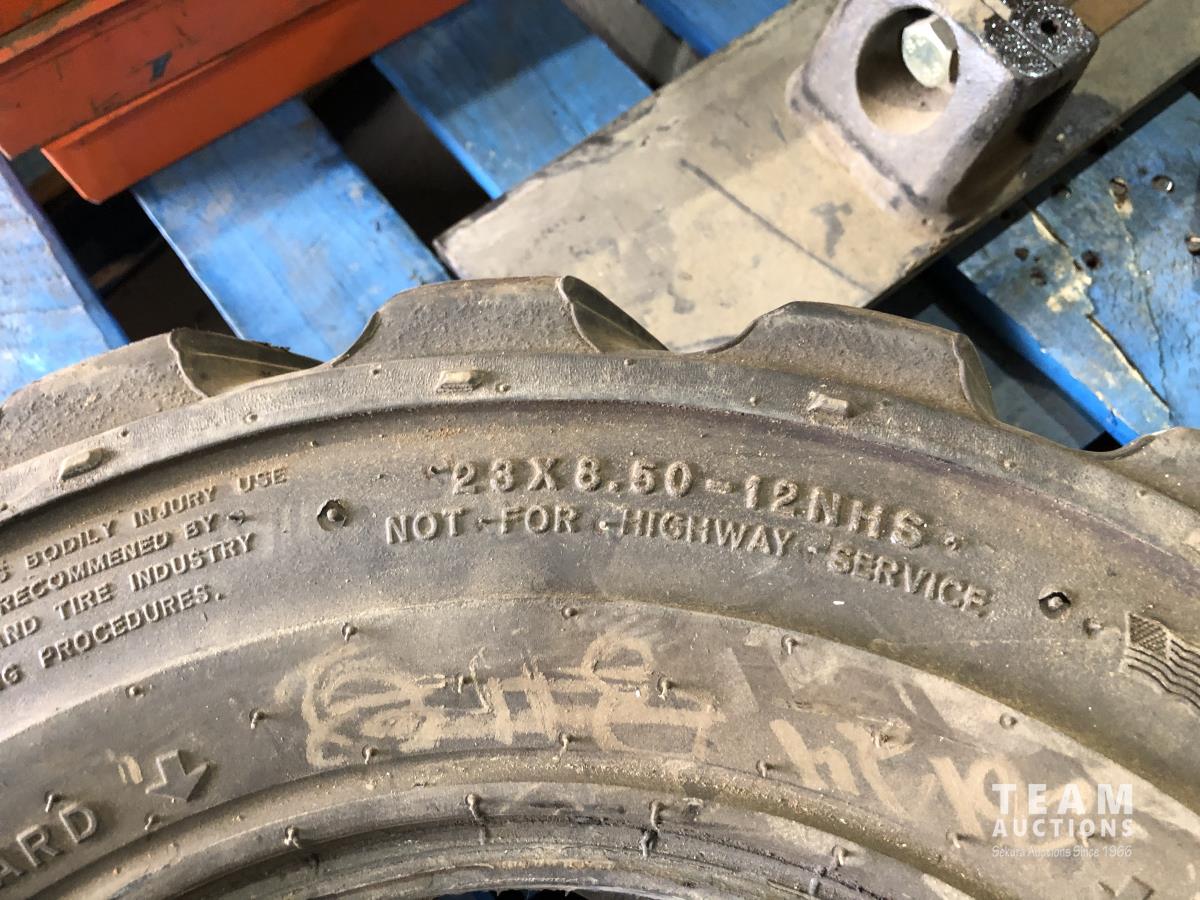 23X8.50-12NHS
NOT-FOR-HIGHWAY-SERVICE
BODILY INJURY USE
RECOMMENED BY
AND TIRE INDUSTRY
PROCEDURES.
ARD
TEAM
AUCTIONS
Sekura Auctions Since 1966